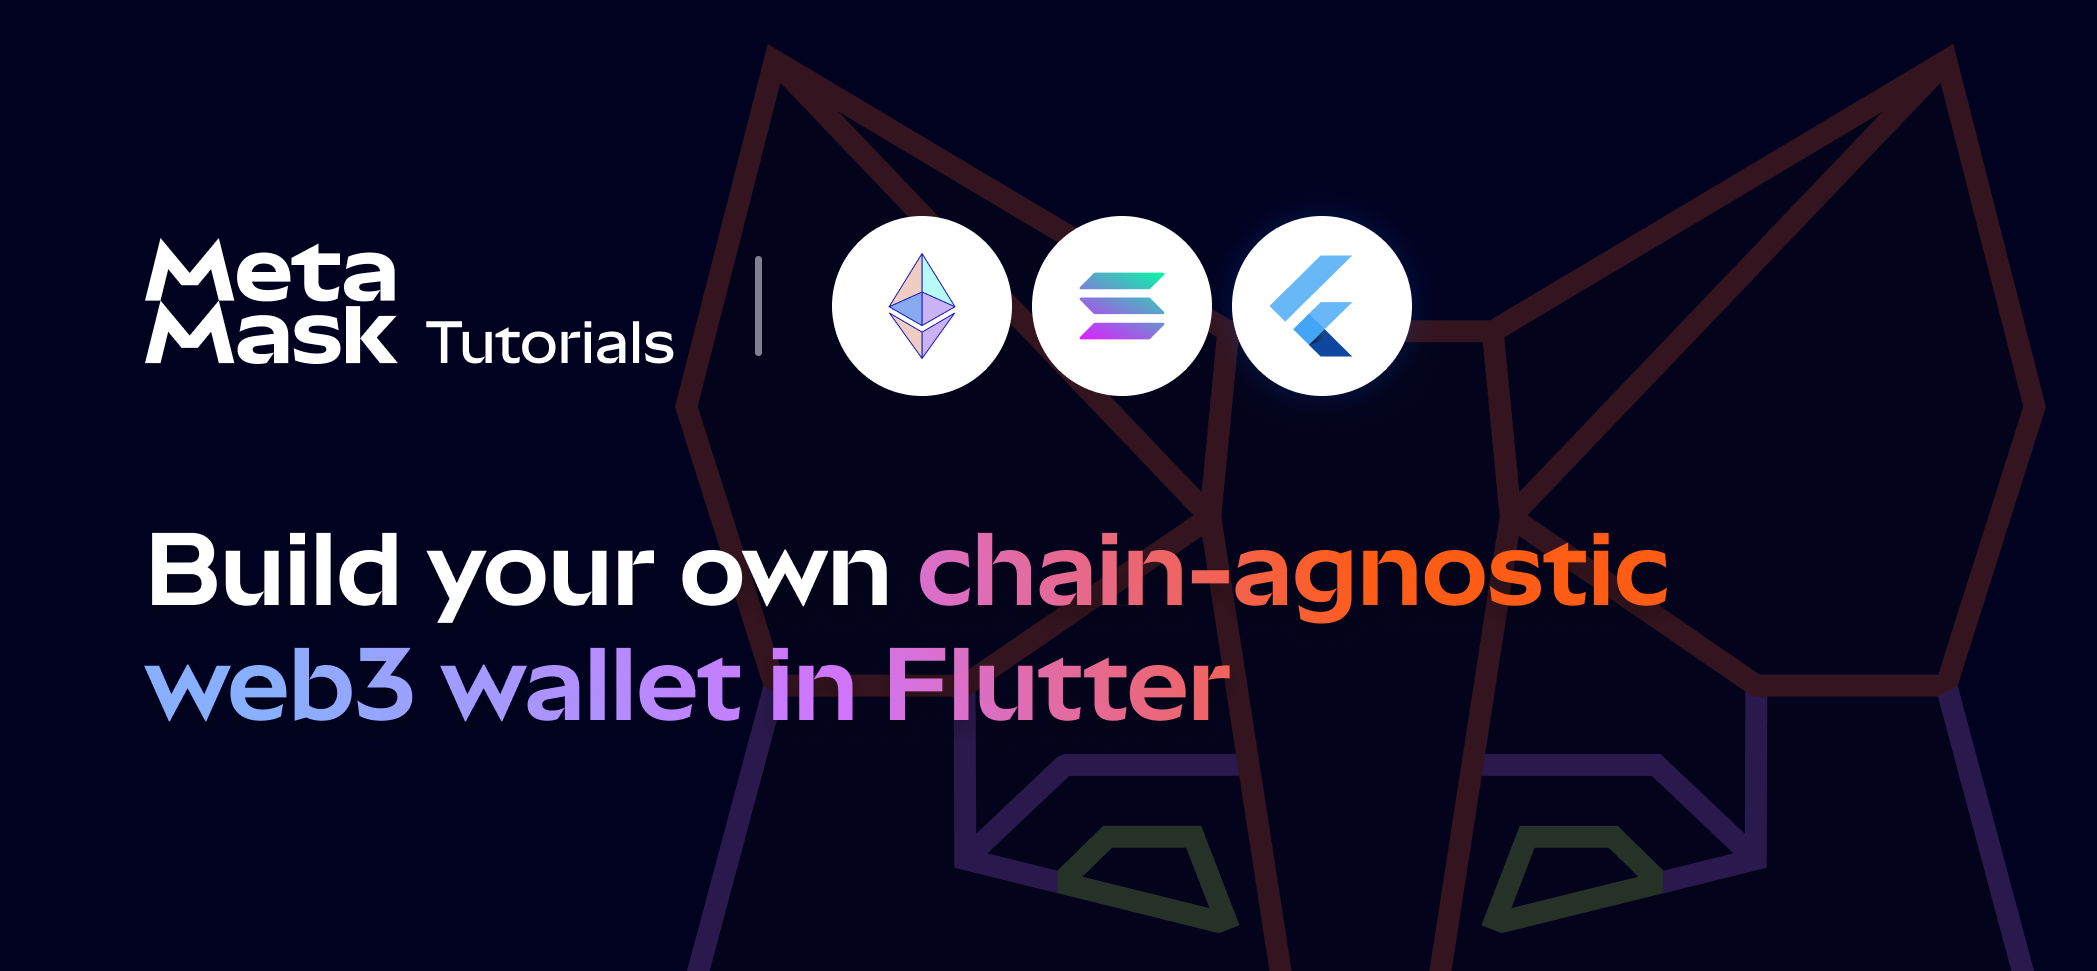 Meta
Mask Tutorials
Build your own chain-agnostic
web3 wallet in Flutter